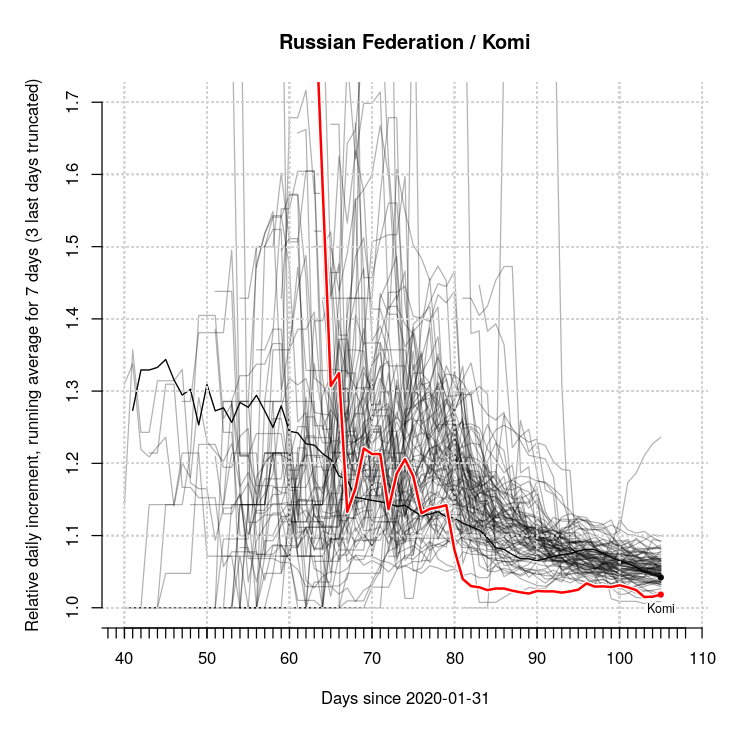 Russian Federation / Komi
Relative daily increment, running average for 7 days (3 last days truncated)
1.7
1.6
1.5
1.4
1.3
1.2
1.1
1.0
Komi
40 50 60 70 80 90 100 110
Days since 2020-01-31